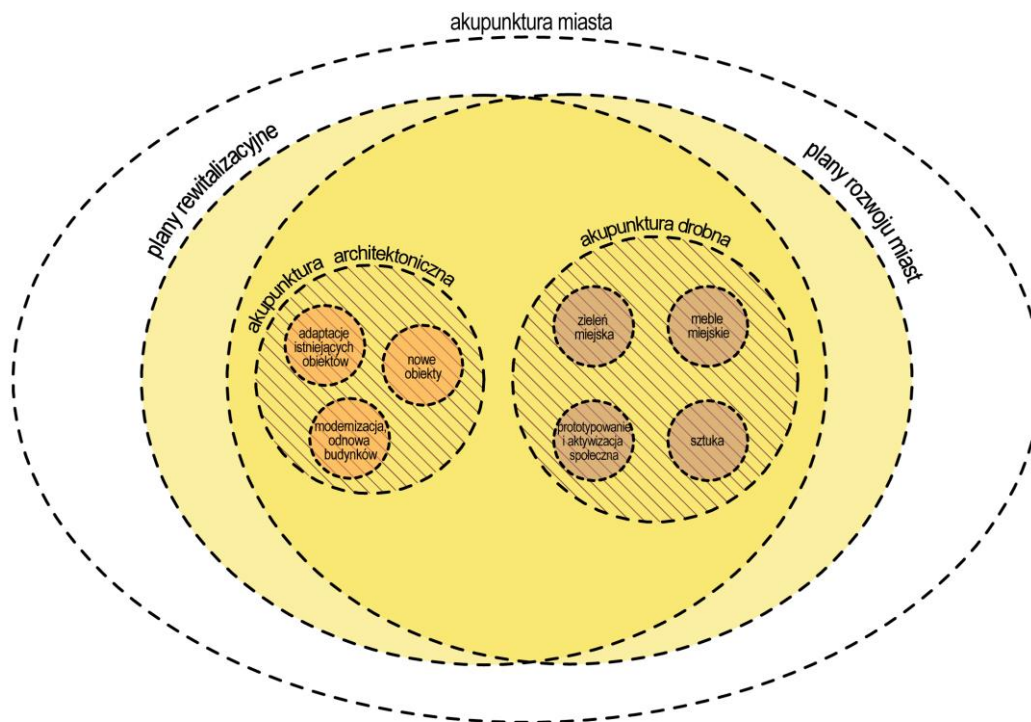 akupunktura miasta
plany rewitalizacyjne
plany rozwoju miast
akupunktura architektoniczna
akupunktura drobna
adaptacje
istniejących
obiektów
nowe
obiekty
modernizacja,
odnowa
budynków
zieleń
miejska
meble
miejskie
prototypowanie
i aktywizacja
społeczna
sztuka